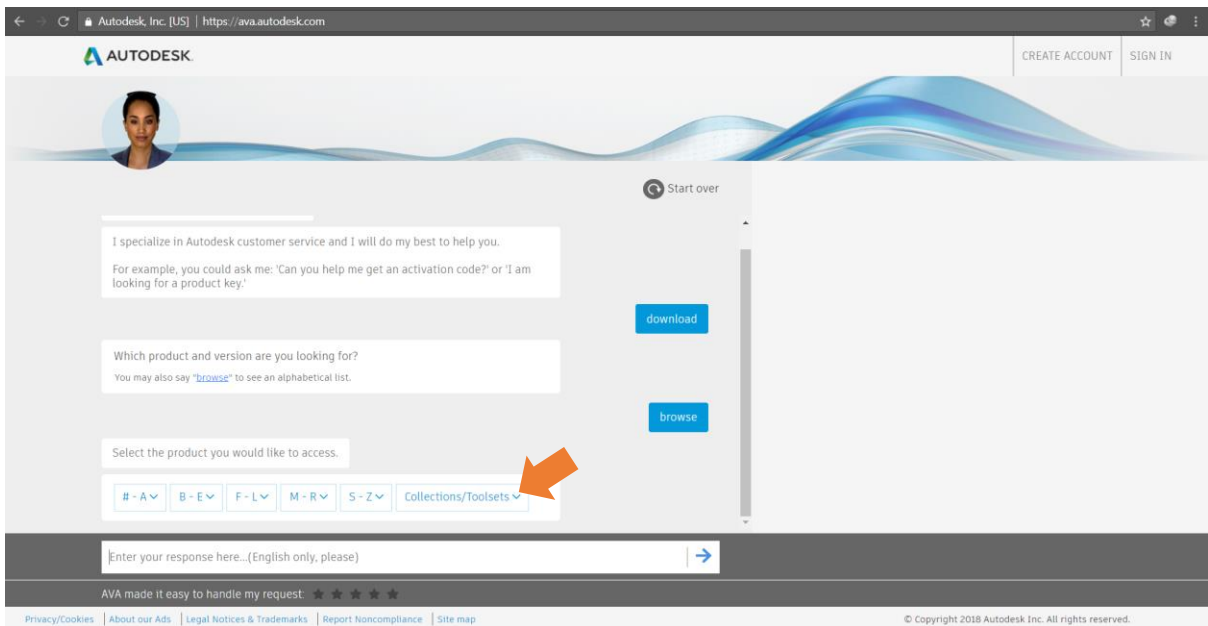 Autodesk, Inc. [US] | https://ava.autodesk.com
AUTODESK.
CREATE ACCOUNT
SIGN IN
Start over
I specialize in Autodesk customer service and I will do my best to help you.
For example, you could ask me: 'Can you help me get an activation code?' or 'I am
looking for a product key.'
download
Which product and version are you looking for?
You may also say "browse" to see an alphabetical list.
browse
Select the product you would like to access.
# - A
B - E
F - L
M - R
S - Z
Collections/Toolsets
Enter your response here...(English only, please)
AVA made it easy to handle my request:
Privacy/Cookies | About our Ads | Legal Notices & Trademarks | Report Noncompliance | Site map
© Copyright 2018 Autodesk Inc. All rights reserved.